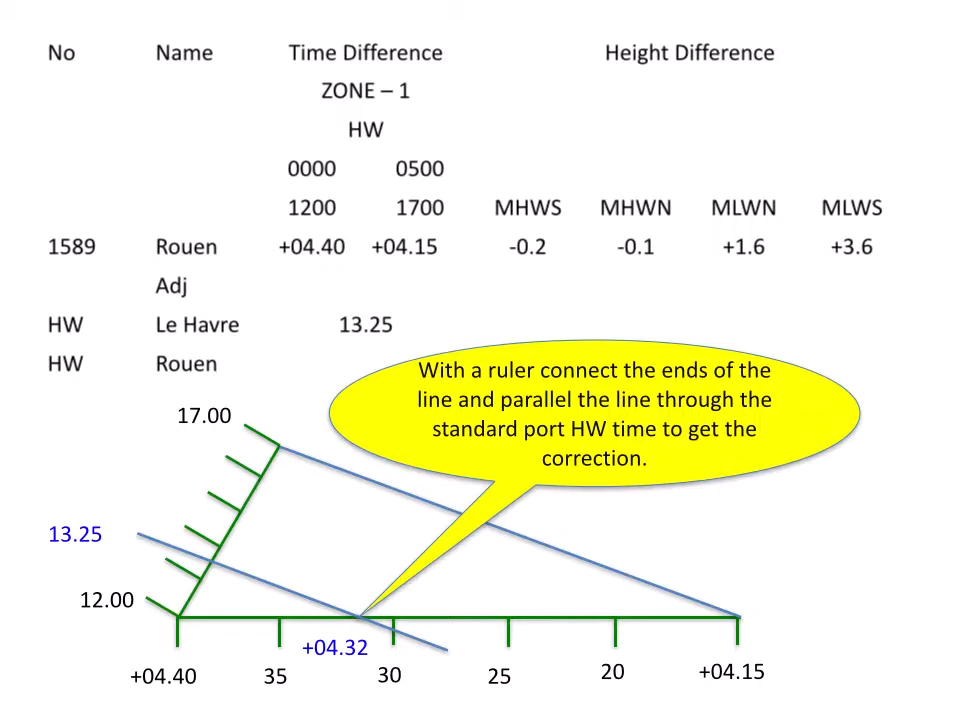 No Name Time Difference Height Difference
ZONE – 1
HW
0000 0500
1200 1700 MHWS MHWN MLWN MLWS
1589 Rouen +04.40 +04.15 -0.2 -0.1 +1.6 +3.6
Adj
HW Le Havre 13.25
HW Rouen
With a ruler connect the ends of the
line and parallel the line through the
standard port HW time to get the
correction.
17.00
13.25
12.00
+04.32
+04.40 35 30 25 20 +04.15